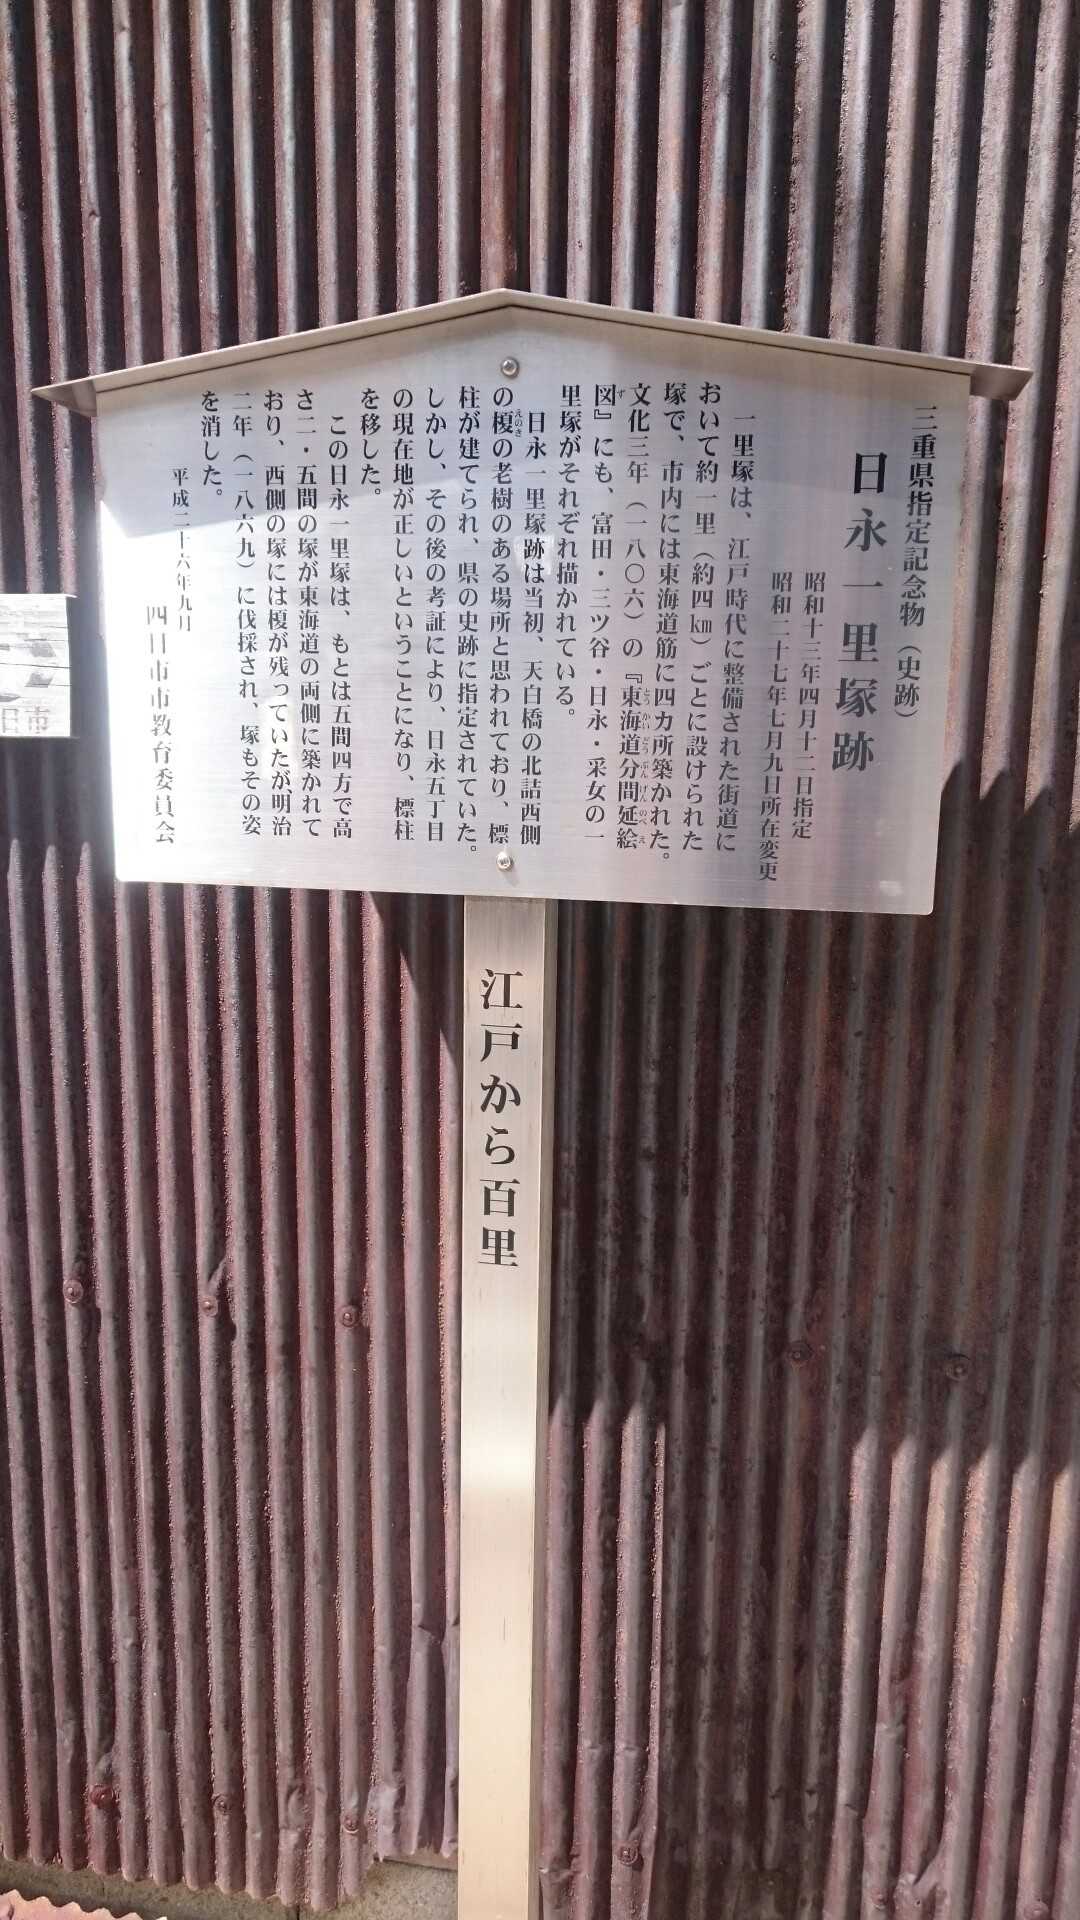 三重県指定記念物（史跡）
日永一里塚跡
昭和十三年四月十二日指定
昭和二十七年七月九日所在変更
一里塚は、江戸時代に整備された街道に
おいて約一里（約四㎞）ごとに設けられた
塚で、市内には東海道筋に四カ所築かれた。
文化三年（一八〇六）の『東海道分間延絵
図』にも、富田・三ツ谷・日永・采女の一
里塚がそれぞれ描かれている。
日永一里塚跡は当初、天白橋の北詰西側
の榎の老樹のある場所と思われており、標
柱が建てられ、県の史跡に指定されていた。
しかし、その後の考証により、日永五丁目
の現在地が正しいということになり、標柱
を移した。
この日永一里塚は、もとは五間四方で高
さ二・五間の塚が東海道の両側に築かれて
おり、西側の塚には榎が残っていたが、明治
二年（一八六九）に伐採され、塚もその姿
を消した。
平成二十六年九月
四日市市教育委員会
江戸から百里
日市